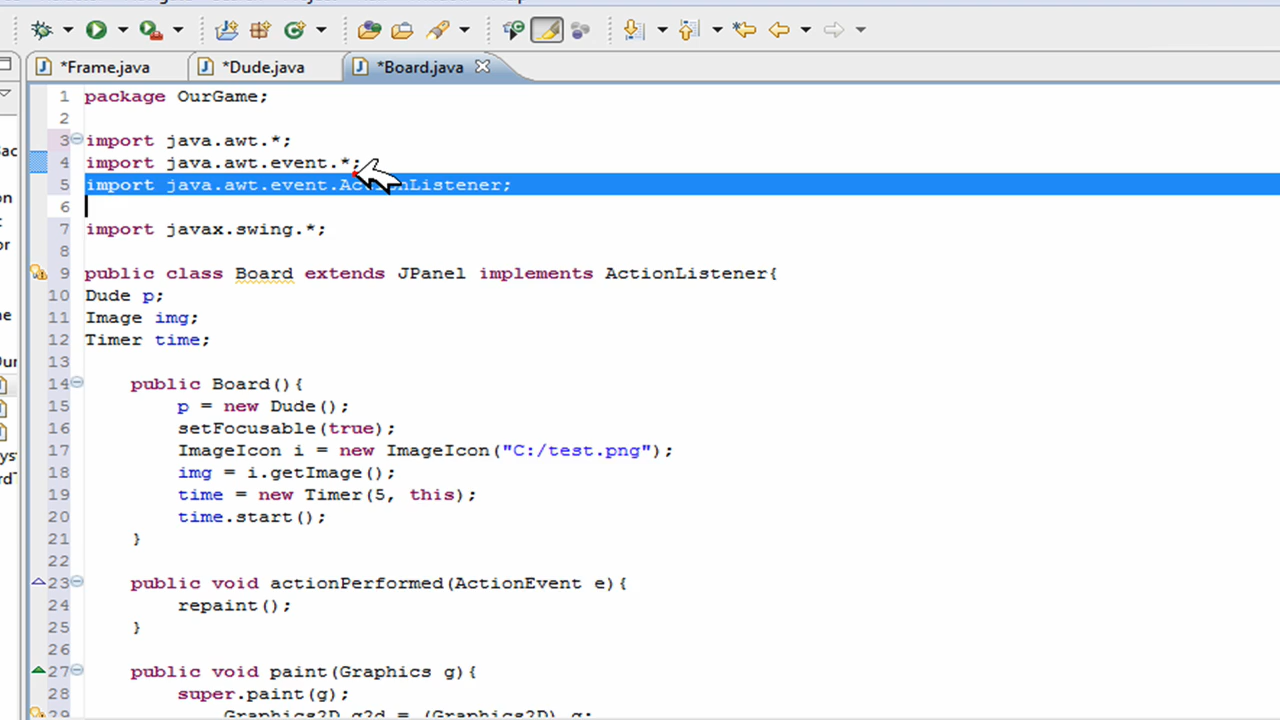 *Frame.java *Dude.java *Board.java
1 package OurGame;
2
3 import java.awt.*;
4 import java.awt.event.*;
5 import java.awt.event.ActionListener;
6
7 import javax.swing.*;
8
9 public class Board extends JPanel implements ActionListener{
10 Dude p;
11 Image img;
12 Timer time;
13
14 public Board(){
15 p = new Dude();
16 setFocusable(true);
17 ImageIcon i = new ImageIcon("C:/test.png");
18 img = i.getImage();
19 time = new Timer(5, this);
20 time.start();
21 }
22
23 public void actionPerformed(ActionEvent e){
24 repaint();
25 }
26
27 public void paint(Graphics g){
28 super.paint(g);
29 Graphics2D g2d = (Graphics2D) g;